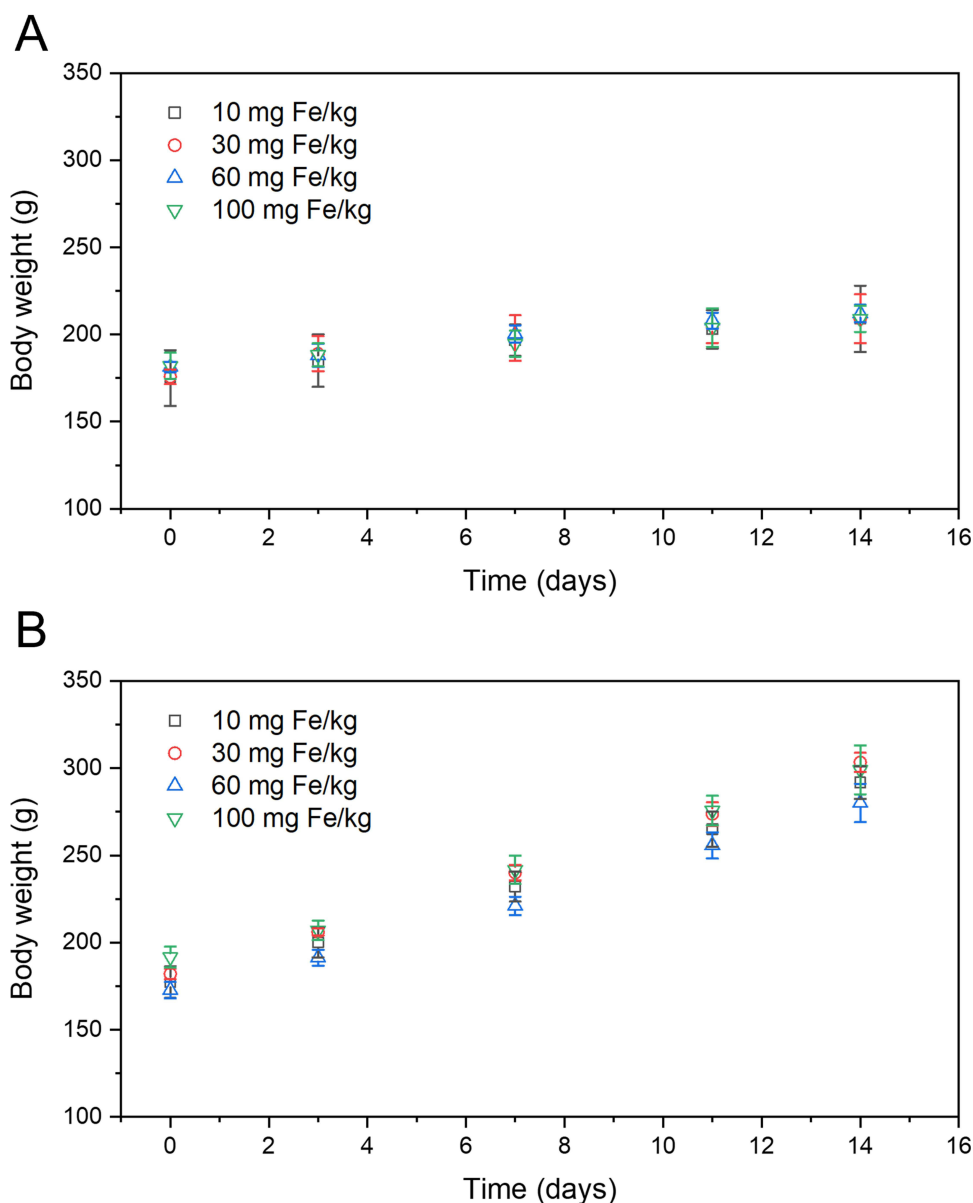 A
350
300
250
200
150
100
Body weight (g)
10 mg Fe/kg
30 mg Fe/kg
60 mg Fe/kg
100 mg Fe/kg
0 2 4 6 8 10 12 14 16
Time (days)
B
350
300
250
200
150
100
Body weight (g)
10 mg Fe/kg
30 mg Fe/kg
60 mg Fe/kg
100 mg Fe/kg
0 2 4 6 8 10 12 14 16
Time (days)